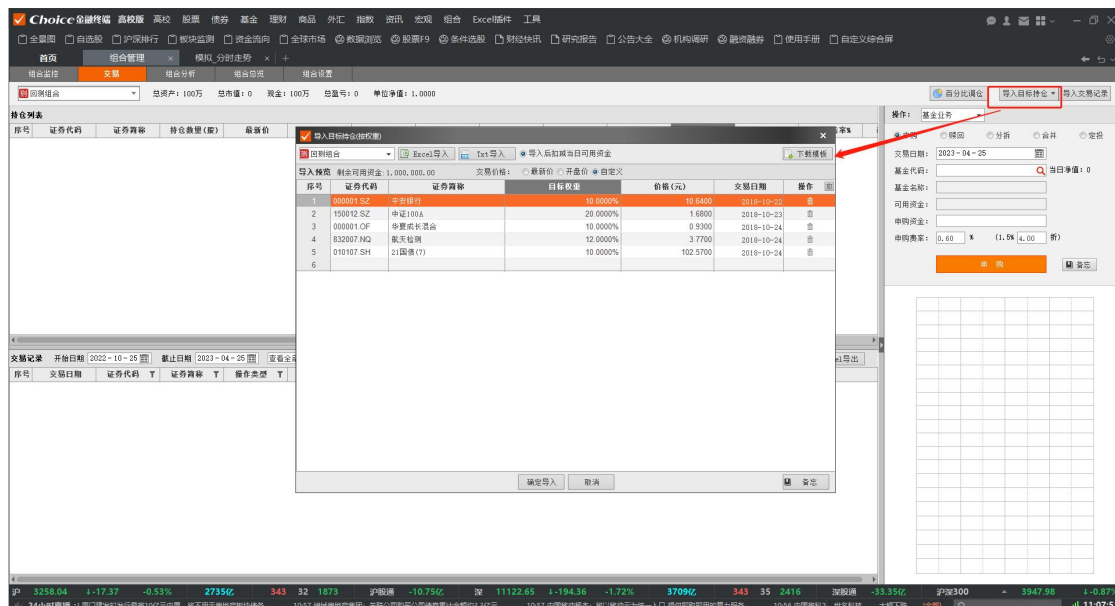 Choice金融终端 高校版 高校 股票 债券 基金 理财 商品 外汇 指数 资讯 宏观 组合 Excel插件 工具
全景图 自选股 沪深排行 板块监测 资金流向 全球市场 数据浏览 股票F9 条件选股 财经快讯 研究报告 公告大全 机构调研 融资融券 使用手册 自定义综合屏
首页 组合管理 × 模拟_分时走势 × +
组合监控 交易 组合分析 组合总览 组合设置
回测组合 总资产: 100万 总市值: 0 现金: 100万 总盈亏: 0 单位净值: 1.0000 百分比调仓 导入目标持仓 导入交易记录
持仓列表
序号 证券代码 证券简称 持仓数量(股) 最新价
操作: 基金业务
赎回 分拆 合并 定投
交易日期: 2023-04-25
基金代码: 当日净值: 0
基金名称:
可用资金:
申购资金:
申购费率: 0.60 % (1.5% 4.00 折)
申 购 备忘
导入目标持仓(按权重) ×
回测组合 Excel导入 Txt导入 导入后扣减当日可用资金 下载模板
导入预览 剩余可用资金:1,000,000.00 交易价格: 最新价 开盘价 自定义
序号 证券代码 证券简称 目标权重 价格(元) 交易日期 操作
1 000001.SZ 平安银行 10.0000% 10.6400 2018-10-22
2 150012.SZ 中证100A 20.0000% 1.6800 2018-10-23
3 000001.OF 华夏成长混合 10.0000% 0.9300 2018-10-24
4 832007.NQ 航天检测 12.0000% 3.7700 2018-10-24
5 010107.SH 21国债(7) 10.0000% 102.5700 2018-10-24
6
确定导入 取消 备忘
交易记录 开始日期 2022-10-25 截止日期 2023-04-25
序号 交易日期 证券代码 证券简称 操作类型
沪 3258.04 -17.37 -0.53% 2735亿 343 32 1873 沪股通 -10.75亿 深 11122.65 -194.36 -1.72% 3709亿 343 35 2416 深股通 -33.35亿 沪深300 3947.98